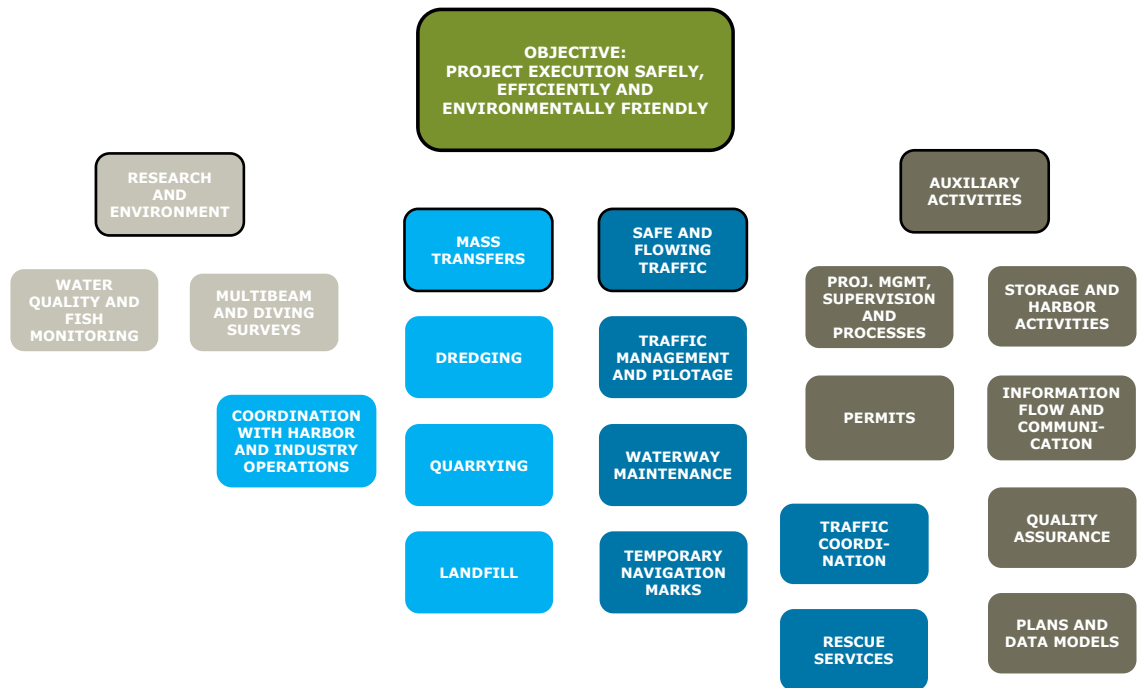 OBJECTIVE:
PROJECT EXECUTION SAFELY,
EFFICIENTLY AND
ENVIRONMENTALLY FRIENDLY
RESEARCH
AND
ENVIRONMENT
WATER
QUALITY AND
FISH
MONITORING
MULTIBEAM
AND DIVING
SURVEYS
COORDINATION
WITH HARBOR
AND INDUSTRY
OPERATIONS
MASS
TRANSFERS
DREDGING
QUARRYING
LANDFILL
SAFE AND
FLOWING
TRAFFIC
TRAFFIC
MANAGEMENT
AND PILOTAGE
WATERWAY
MAINTENANCE
TEMPORARY
NAVIGATION
MARKS
TRAFFIC
COORDI-
NATION
RESCUE
SERVICES
AUXILIARY
ACTIVITIES
PROJ. MGMT,
SUPERVISION
AND
PROCESSES
PERMITS
STORAGE AND
HARBOR
ACTIVITIES
INFORMATION
FLOW AND
COMMUNI-
CATION
QUALITY
ASSURANCE
PLANS AND
DATA MODELS